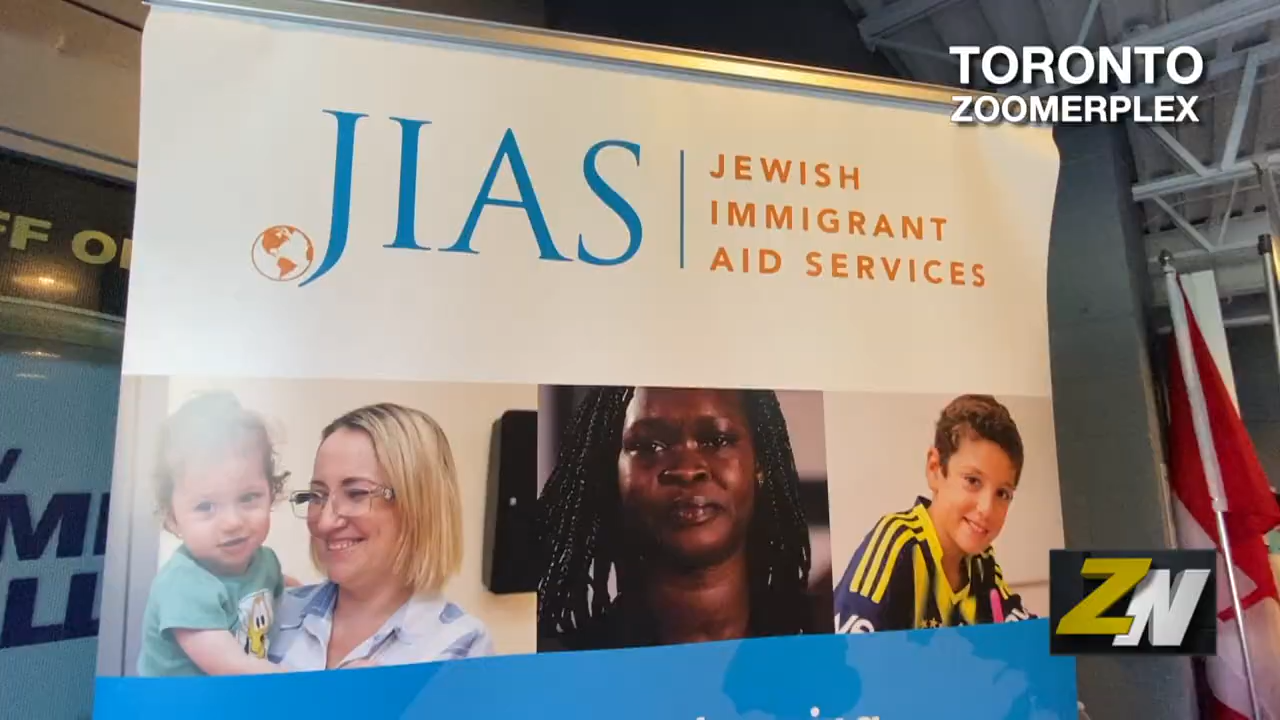 TORONTO
ZOOMERPLEX
JIAS
JEWISH
IMMIGRANT
AID SERVICES
ZN